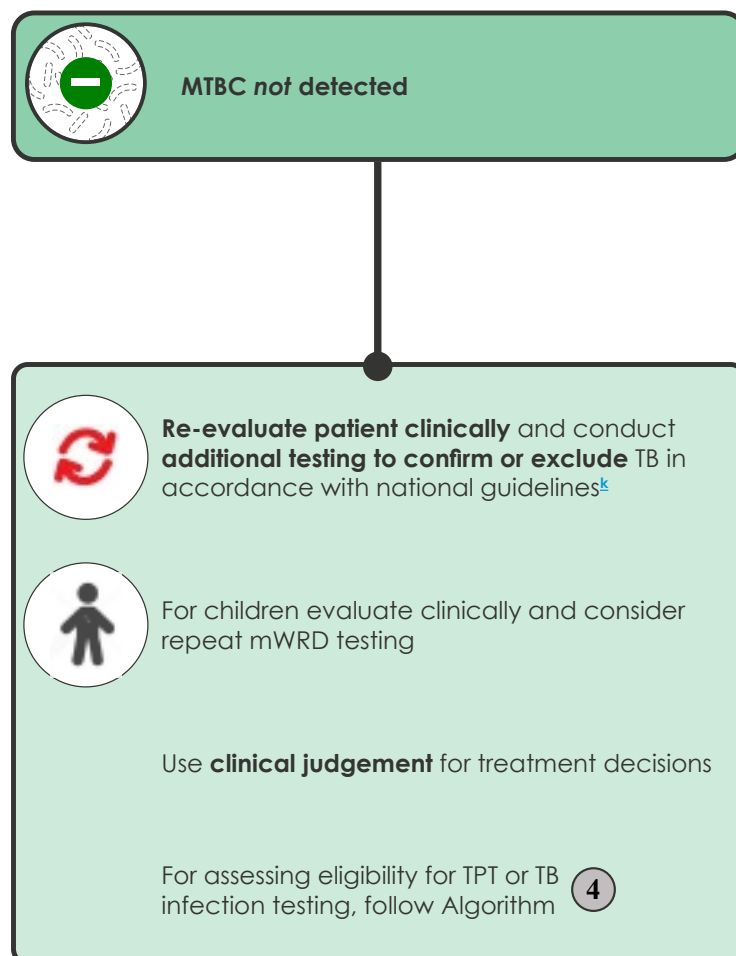 MTBC not detected
Re-evaluate patient clinically and conduct
additional testing to confirm or exclude TB in
accordance with national guidelinesk
For children evaluate clinically and consider
repeat mWRD testing
Use clinical judgement for treatment decisions
For assessing eligibility for TPT or TB
infection testing, follow Algorithm 4